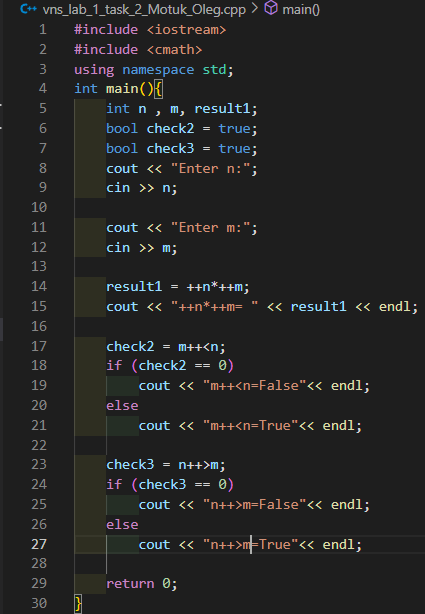 C++ vns_lab_1_task_2_Motuk_Oleg.cpp > main()
1 #include <iostream>
2 #include <cmath>
3 using namespace std;
4 int main(){
5     int n , m, result1;
6     bool check2 = true;
7     bool check3 = true;
8     cout << "Enter n:";
9     cin >> n;
10
11     cout << "Enter m:";
12     cin >> m;
13
14     result1 = ++n*++m;
15     cout << "++n*++m= " << result1 << endl;
16
17     check2 = m++<n;
18     if (check2 == 0)
19         cout << "m++<n=False"<< endl;
20     else
21         cout << "m++<n=True"<< endl;
22
23     check3 = n++>m;
24     if (check3 == 0)
25         cout << "n++>m=False"<< endl;
26     else
27         cout << "n++>m=True"<< endl;
28
29     return 0;
30 }